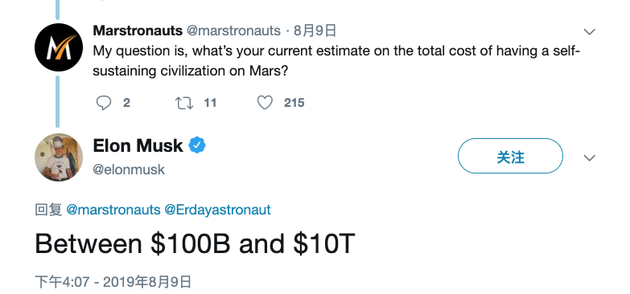 Marstronauts @marstronauts · 8月9日
My question is, what's your current estimate on the total cost of having a self-
sustaining civilization on Mars?
2 11 215
Elon Musk
@elonmusk
关注
回复 @marstronauts @Erdayastronaut
Between $100B and $10T
下午4:07 - 2019年8月9日